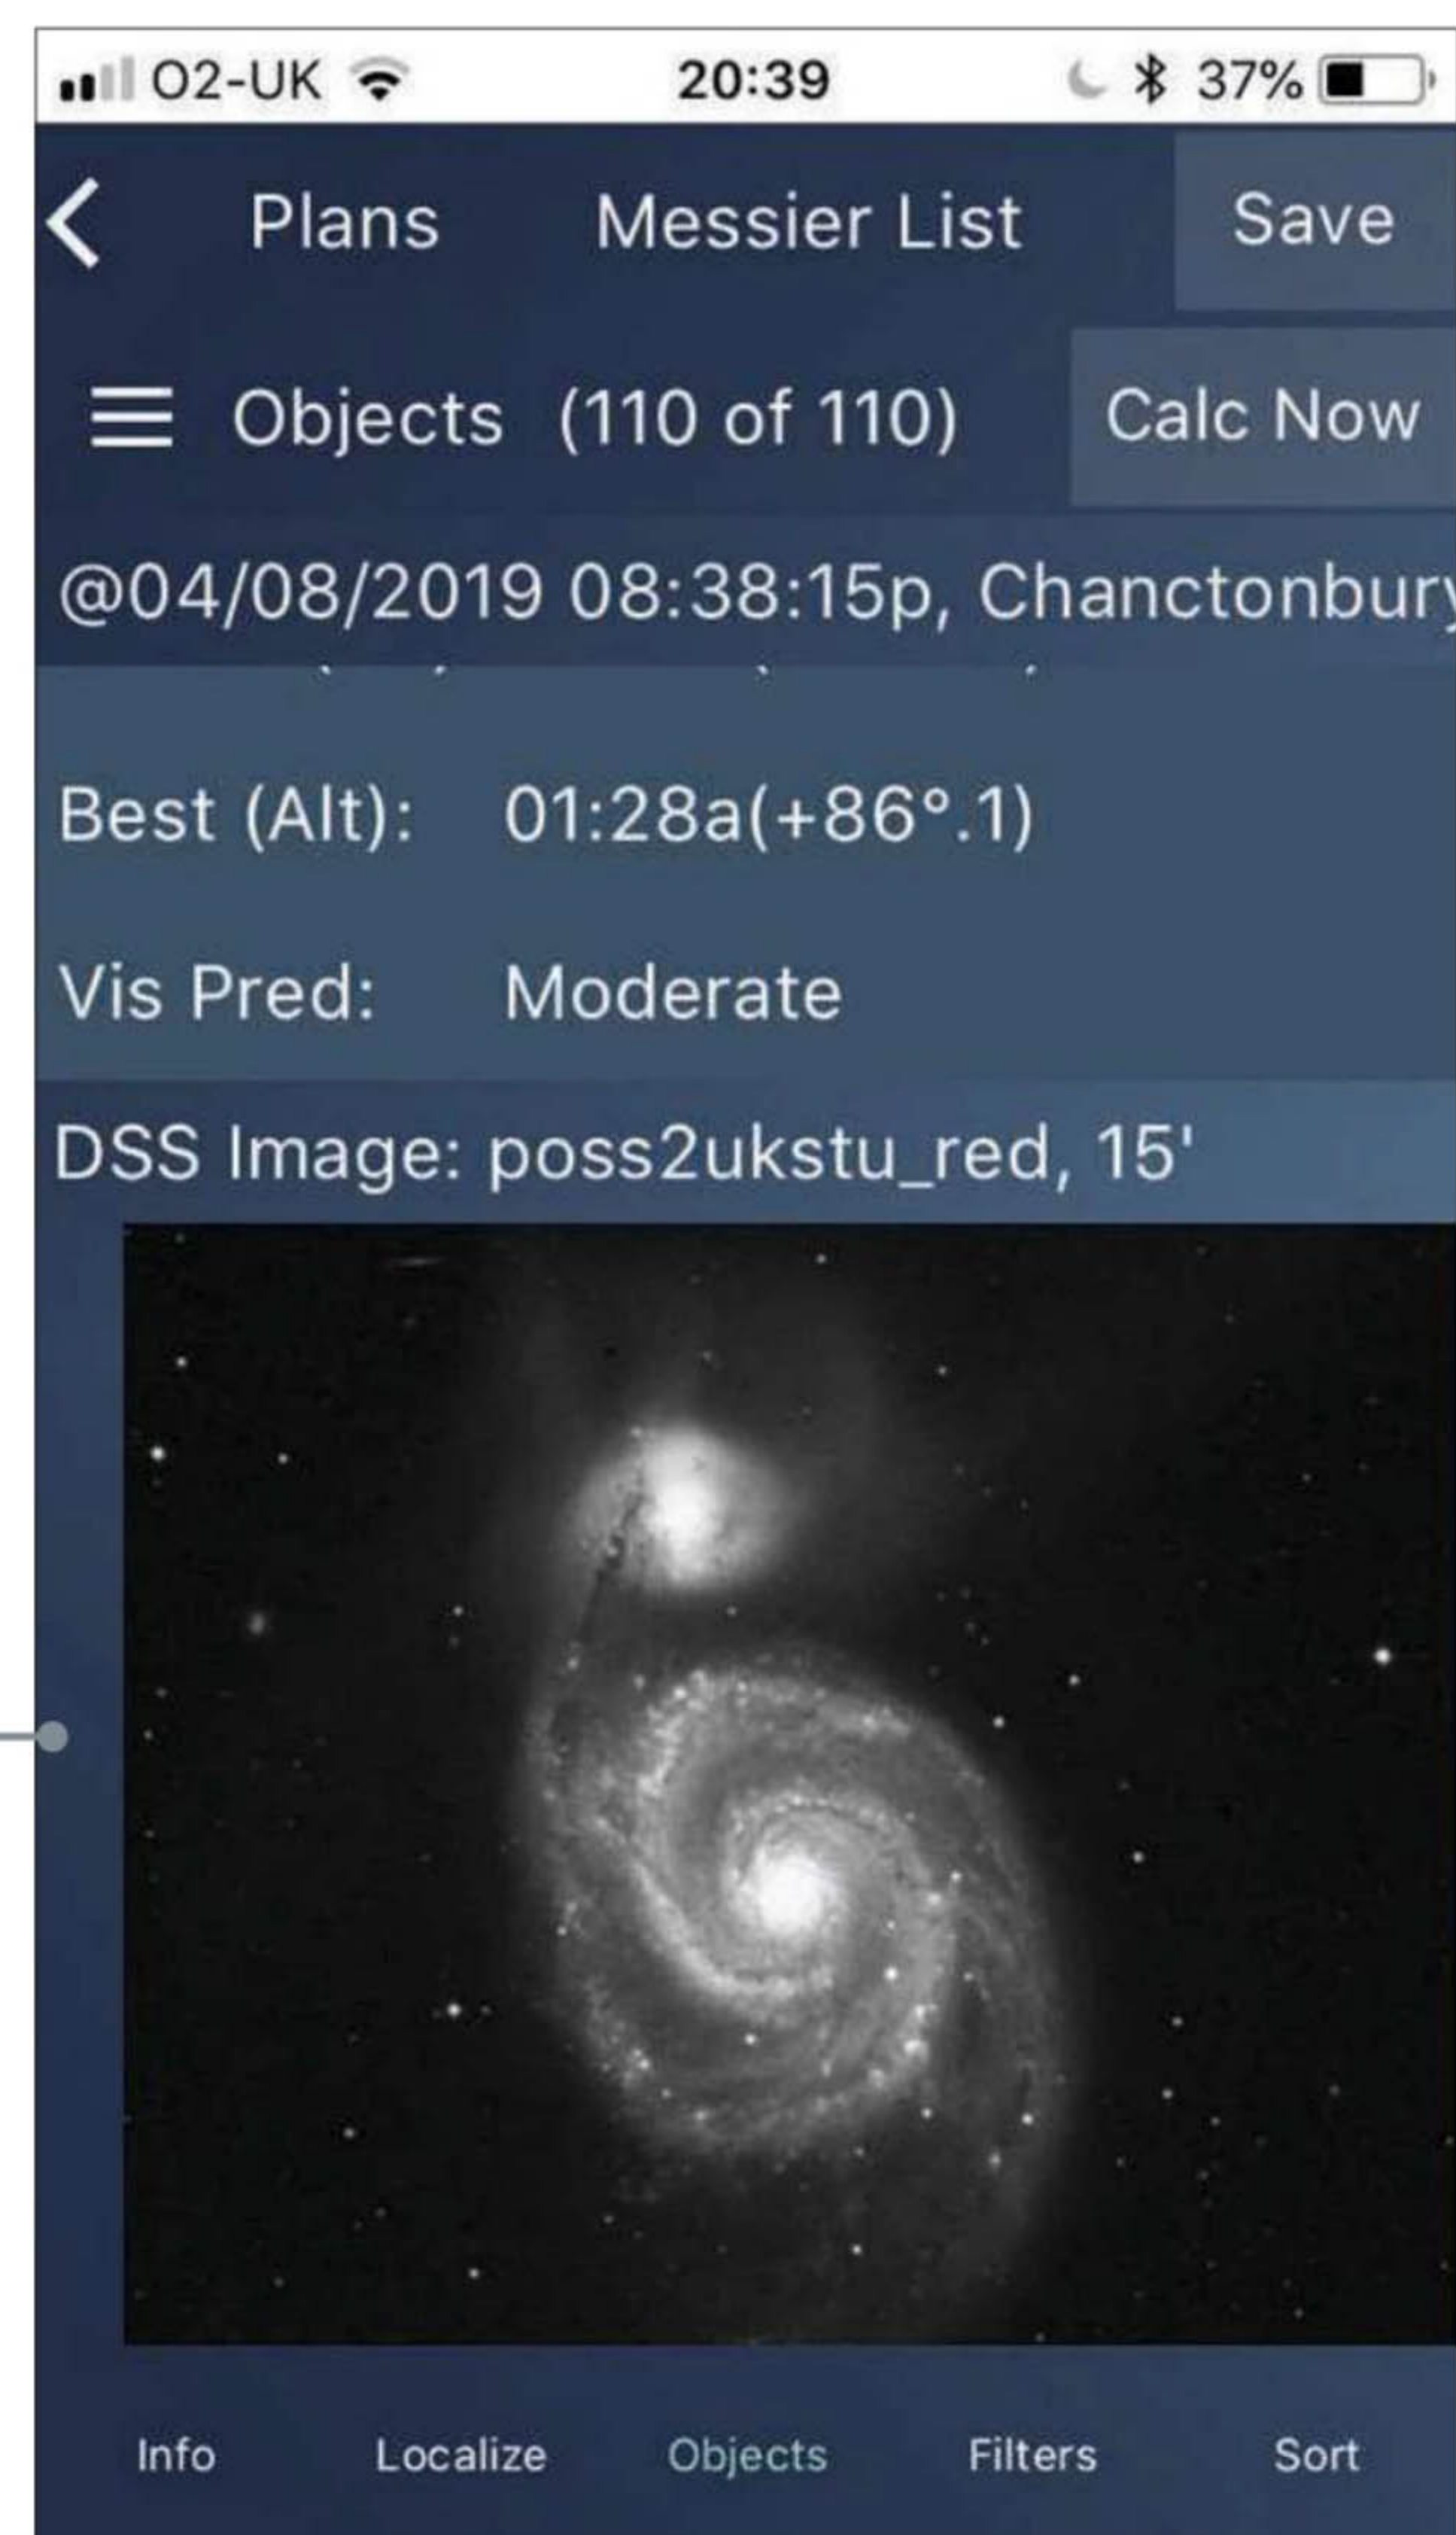 O2-UK 20:39 37%
Plans Messier List Save
Objects (110 of 110) Calc Now
@04/08/2019 08:38:15p, Chanctonbury
Best (Alt): 01:28a(+86°.1)
Vis Pred: Moderate
DSS Image: poss2ukstu_red, 15'
Info Localize Objects Filters Sort